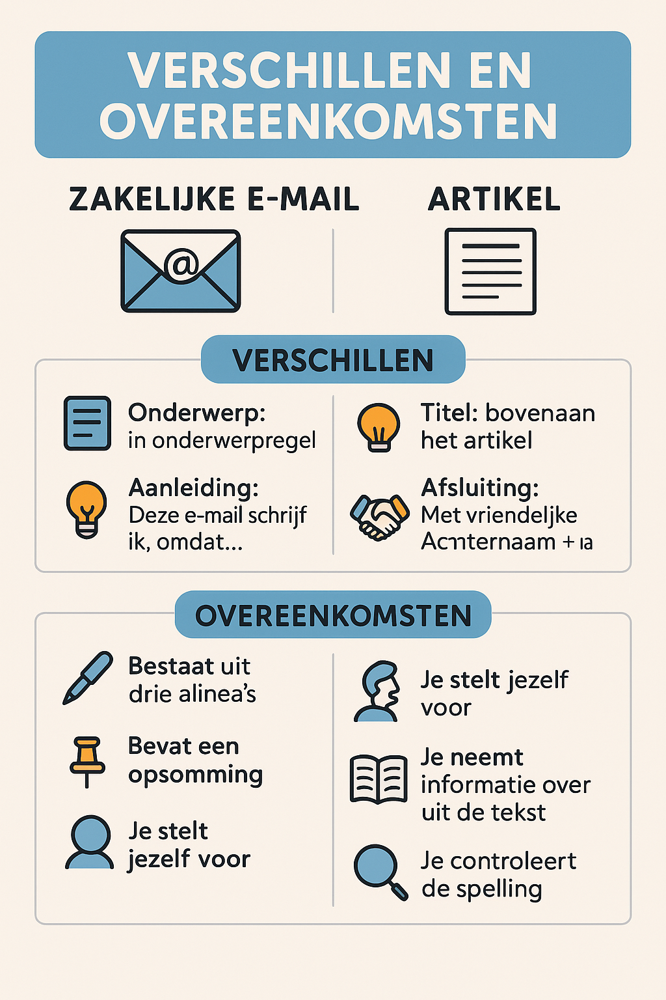 VERSCHILLEN EN
OVEREENKOMSTEN
ZAKELIJKE E-MAIL
ARTIKEL
@
VERSCHILLEN
Onderwerp:
in onderwerpregel
Aanleiding:
Deze e-mail schrijf
ik, omdat...
Titel: bovenaan
het artikel
Afsluiting:
Met vriendeljke
+
OVEREENKOMSTEN
Bestaat uit
drie alinea's
Bevat een
opsomming
Je stelt
jezelf voor
Je stelt jezelf
voor
Je neemt
informatie over
uit de tekst
Je controleert
de spelling